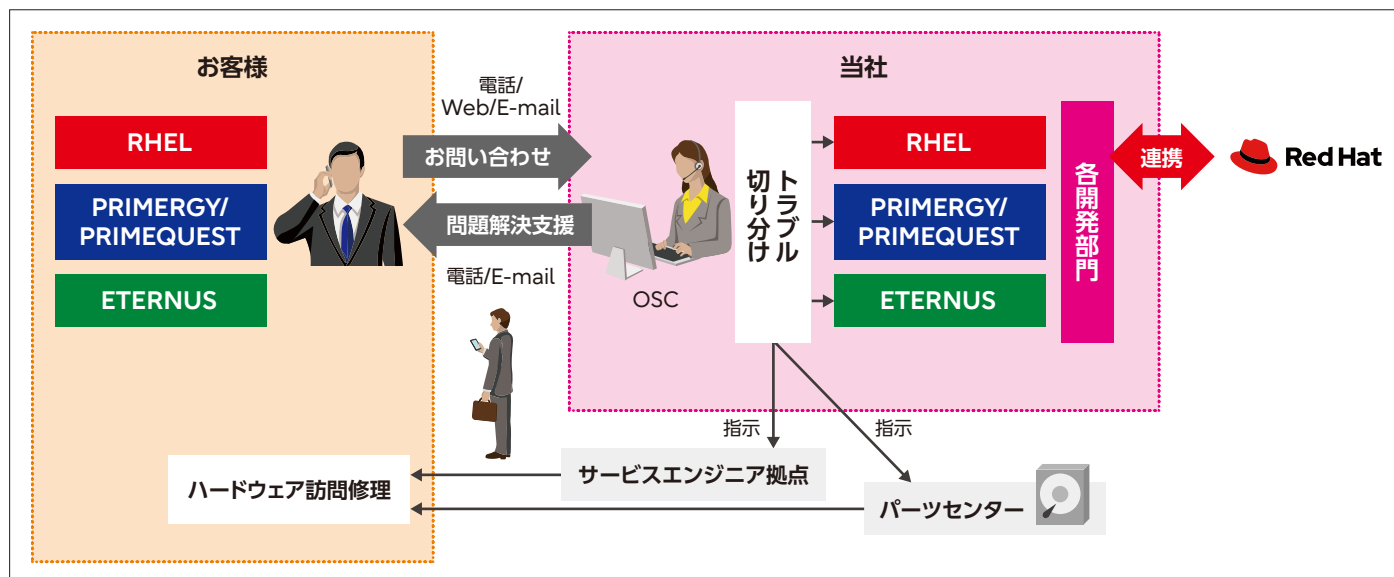 お客様
RHEL
PRIMERGY/
PRIMEQUEST
ETERNUS
電話/
Web/E-mail
お問い合わせ
問題解決支援
電話/E-mail
当社
OSC
トラブル
切り分け
RHEL
PRIMERGY/
PRIMEQUEST
ETERNUS
各開発部門
連携
Red Hat
指示
指示
サービスエンジニア拠点
ハードウェア訪問修理
パーツセンター